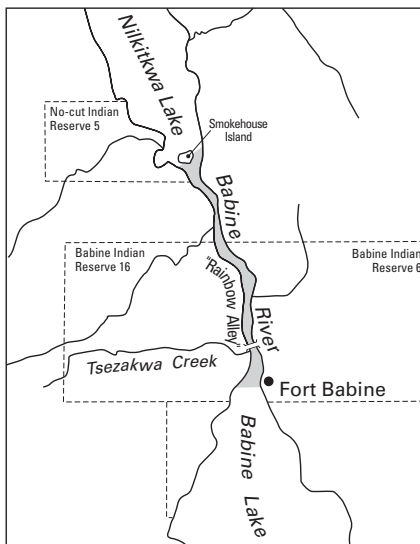 Nilkitkwa Lake
No-cut Indian
Reserve 5
Smokehouse
Island
Babine
River
Babine Indian
Reserve 16
Babine Indian
Reserve 6
"Rainbow Alley"
Tsezakwa Creek
Fort Babine
Babine
Lake